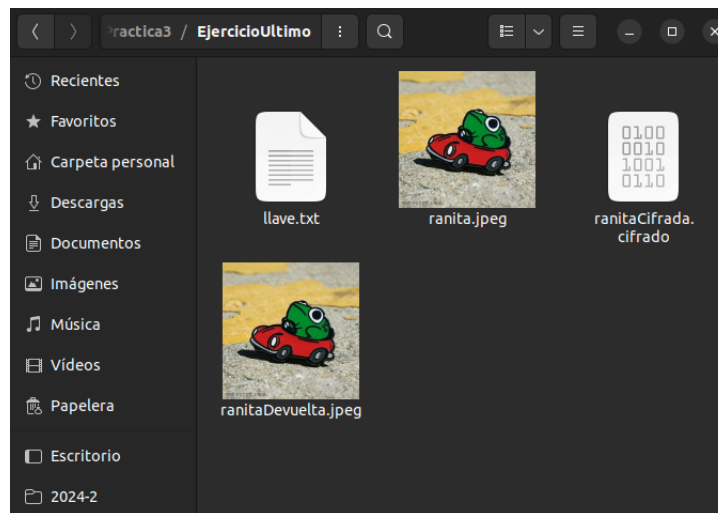 Practica3 / EjercicioUltimo
Recientes
Favoritos
Carpeta personal
Descargas
Documentos
Imágenes
Música
Vídeos
Papelera
Escritorio
2024-2
llave.txt
ranita.jpeg
ranitaCifrada.
cifrado
0100
0010
1001
0110
ranitaDevuelta.jpeg